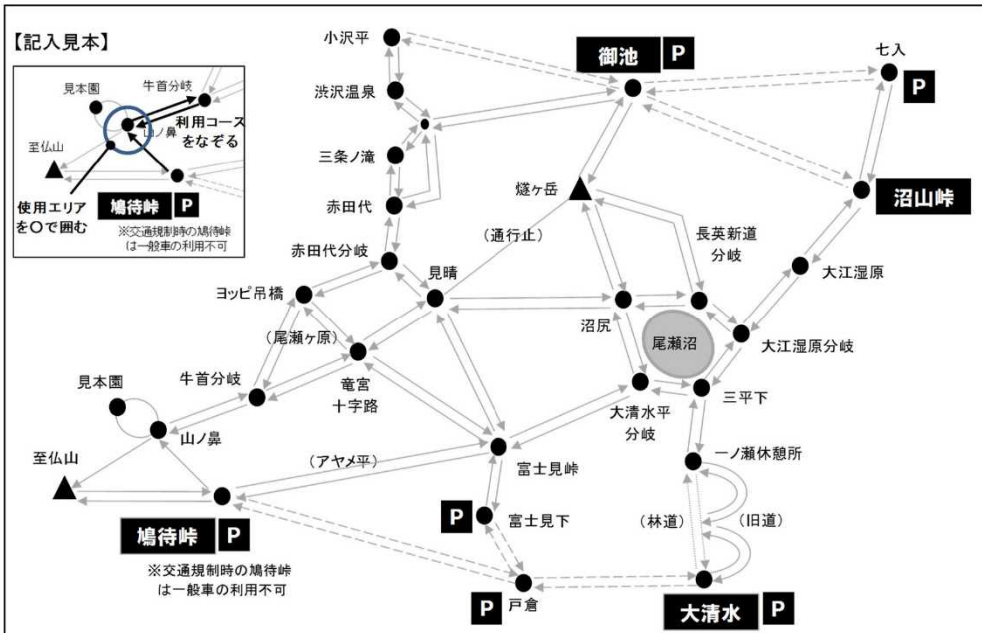 【記入見本】
見本園
牛首分岐
山ノ鼻
利用コース
をなぞる
至仏山
使用エリア
を〇で囲む
鳩待峠 P
※交通規制時の鳩待峠
は一般車の利用不可
小沢平
御池 P
七入
P
渋沢温泉
三条ノ滝
燧ヶ岳
沼山峠
赤田代
(通行止)
長英新道
分岐
赤田代分岐
見晴
大江湿原
ヨッピ吊橋
沼尻
尾瀬沼
大江湿原分岐
(尾瀬ヶ原)
牛首分岐
見本園
竜宮
十字路
大清水平
分岐
三平下
山ノ鼻
至仏山
(アヤメ平)
富士見峠
一ノ瀬休憩所
P
富士見下
(林道)
(旧道)
鳩待峠 P
※交通規制時の鳩待峠
は一般車の利用不可
P
戸倉
大清水 P